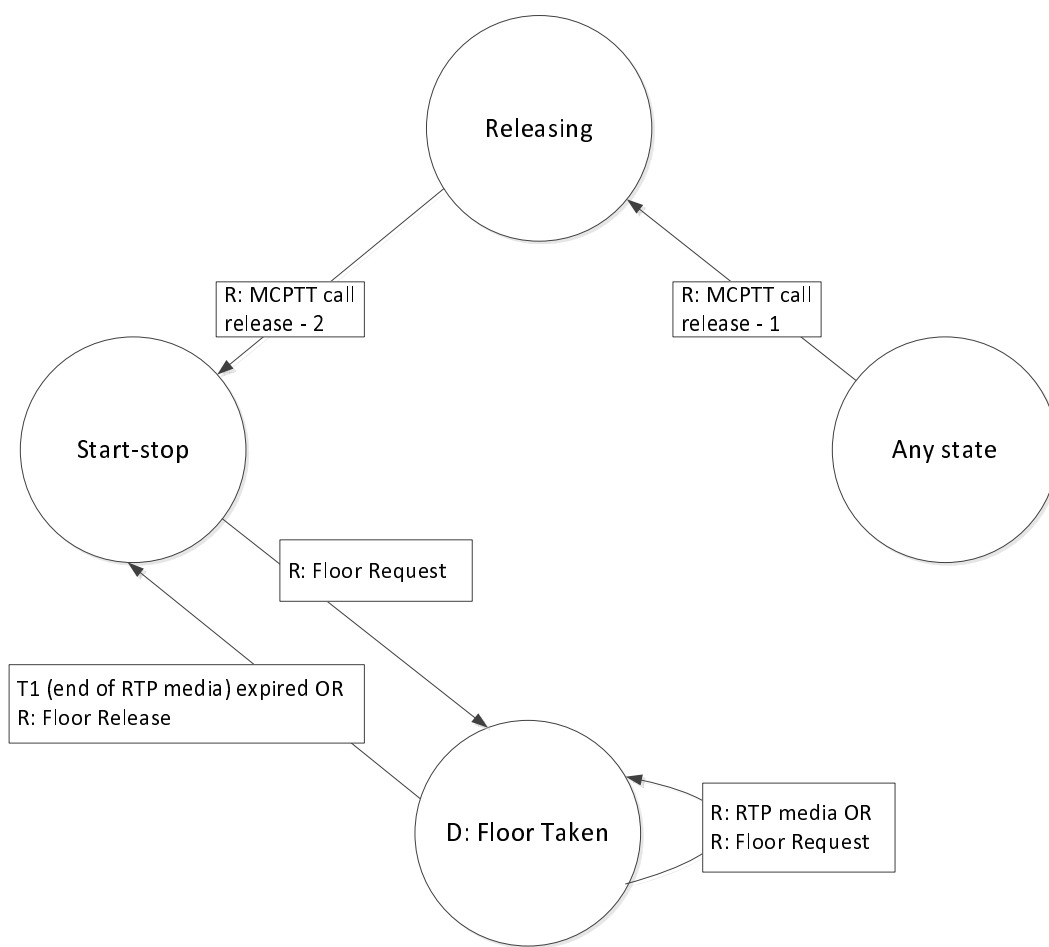 Releasing
R: MCPTT call
release - 2
R: MCPTT call
release - 1
Start-stop
Any state
R: Floor Request
T1 (end of RTP media) expired OR
R: Floor Release
D: Floor Taken
R: RTP media OR
R: Floor Request